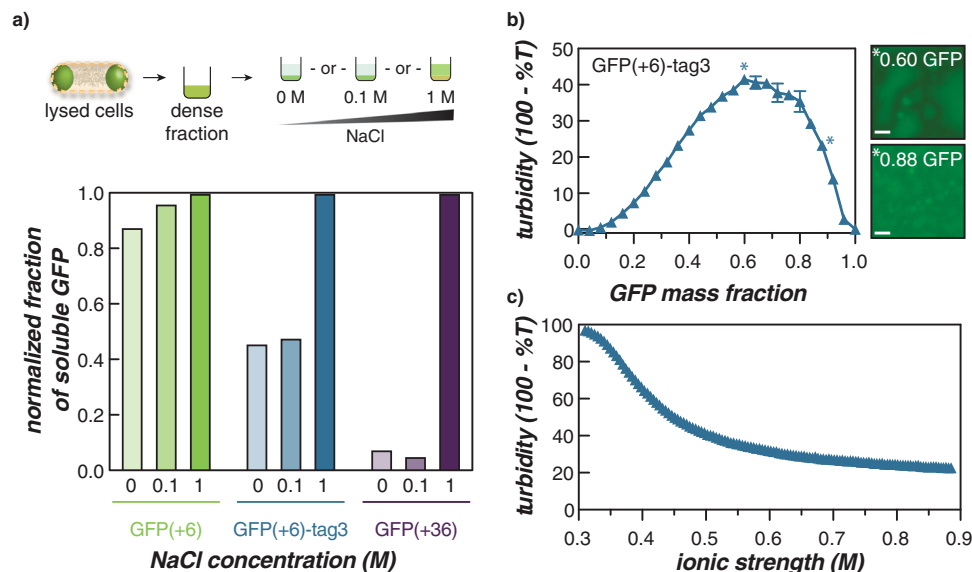 a)
lysed cells
dense
fraction
- or - - or -
0 M 0.1 M 1 M
NaCl
normalized fraction
of soluble GFP
1.0
0.8
0.6
0.4
0.2
0.0
0 0.1 1 0 0.1 1 0 0.1 1
GFP(+6) GFP(+6)-tag3 GFP(+36)
NaCl concentration (M)
b)
turbidity (100 - %T)
50
40
30
20
10
0
GFP(+6)-tag3
*
*
0.0 0.2 0.4 0.6 0.8 1.0
GFP mass fraction
*0.60 GFP
*0.88 GFP
c)
turbidity (100 - %T)
100
80
60
40
20
0
0.3 0.4 0.5 0.6 0.7 0.8 0.9
ionic strength (M)